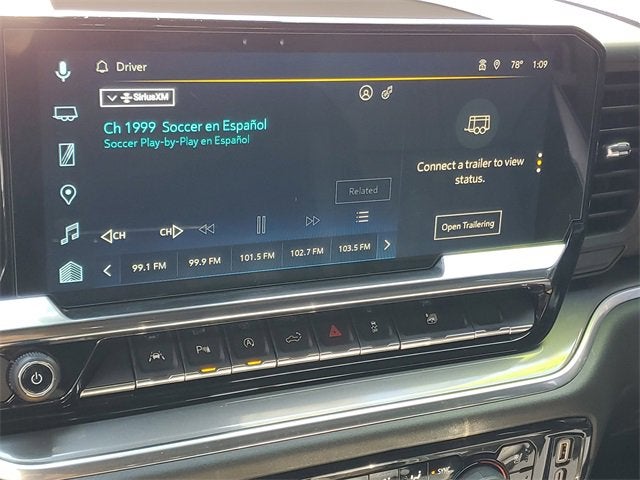 Driver
78° 1:09
SiriusXM
Ch 1999 Soccer en Español
Soccer Play-by-Play en Español
Connect a trailer to view
status.
Related
Open Trailering
CH
CH
99.1 FM 99.9 FM 101.5 FM 102.7 FM 103.5 FM
P
A
SYNC